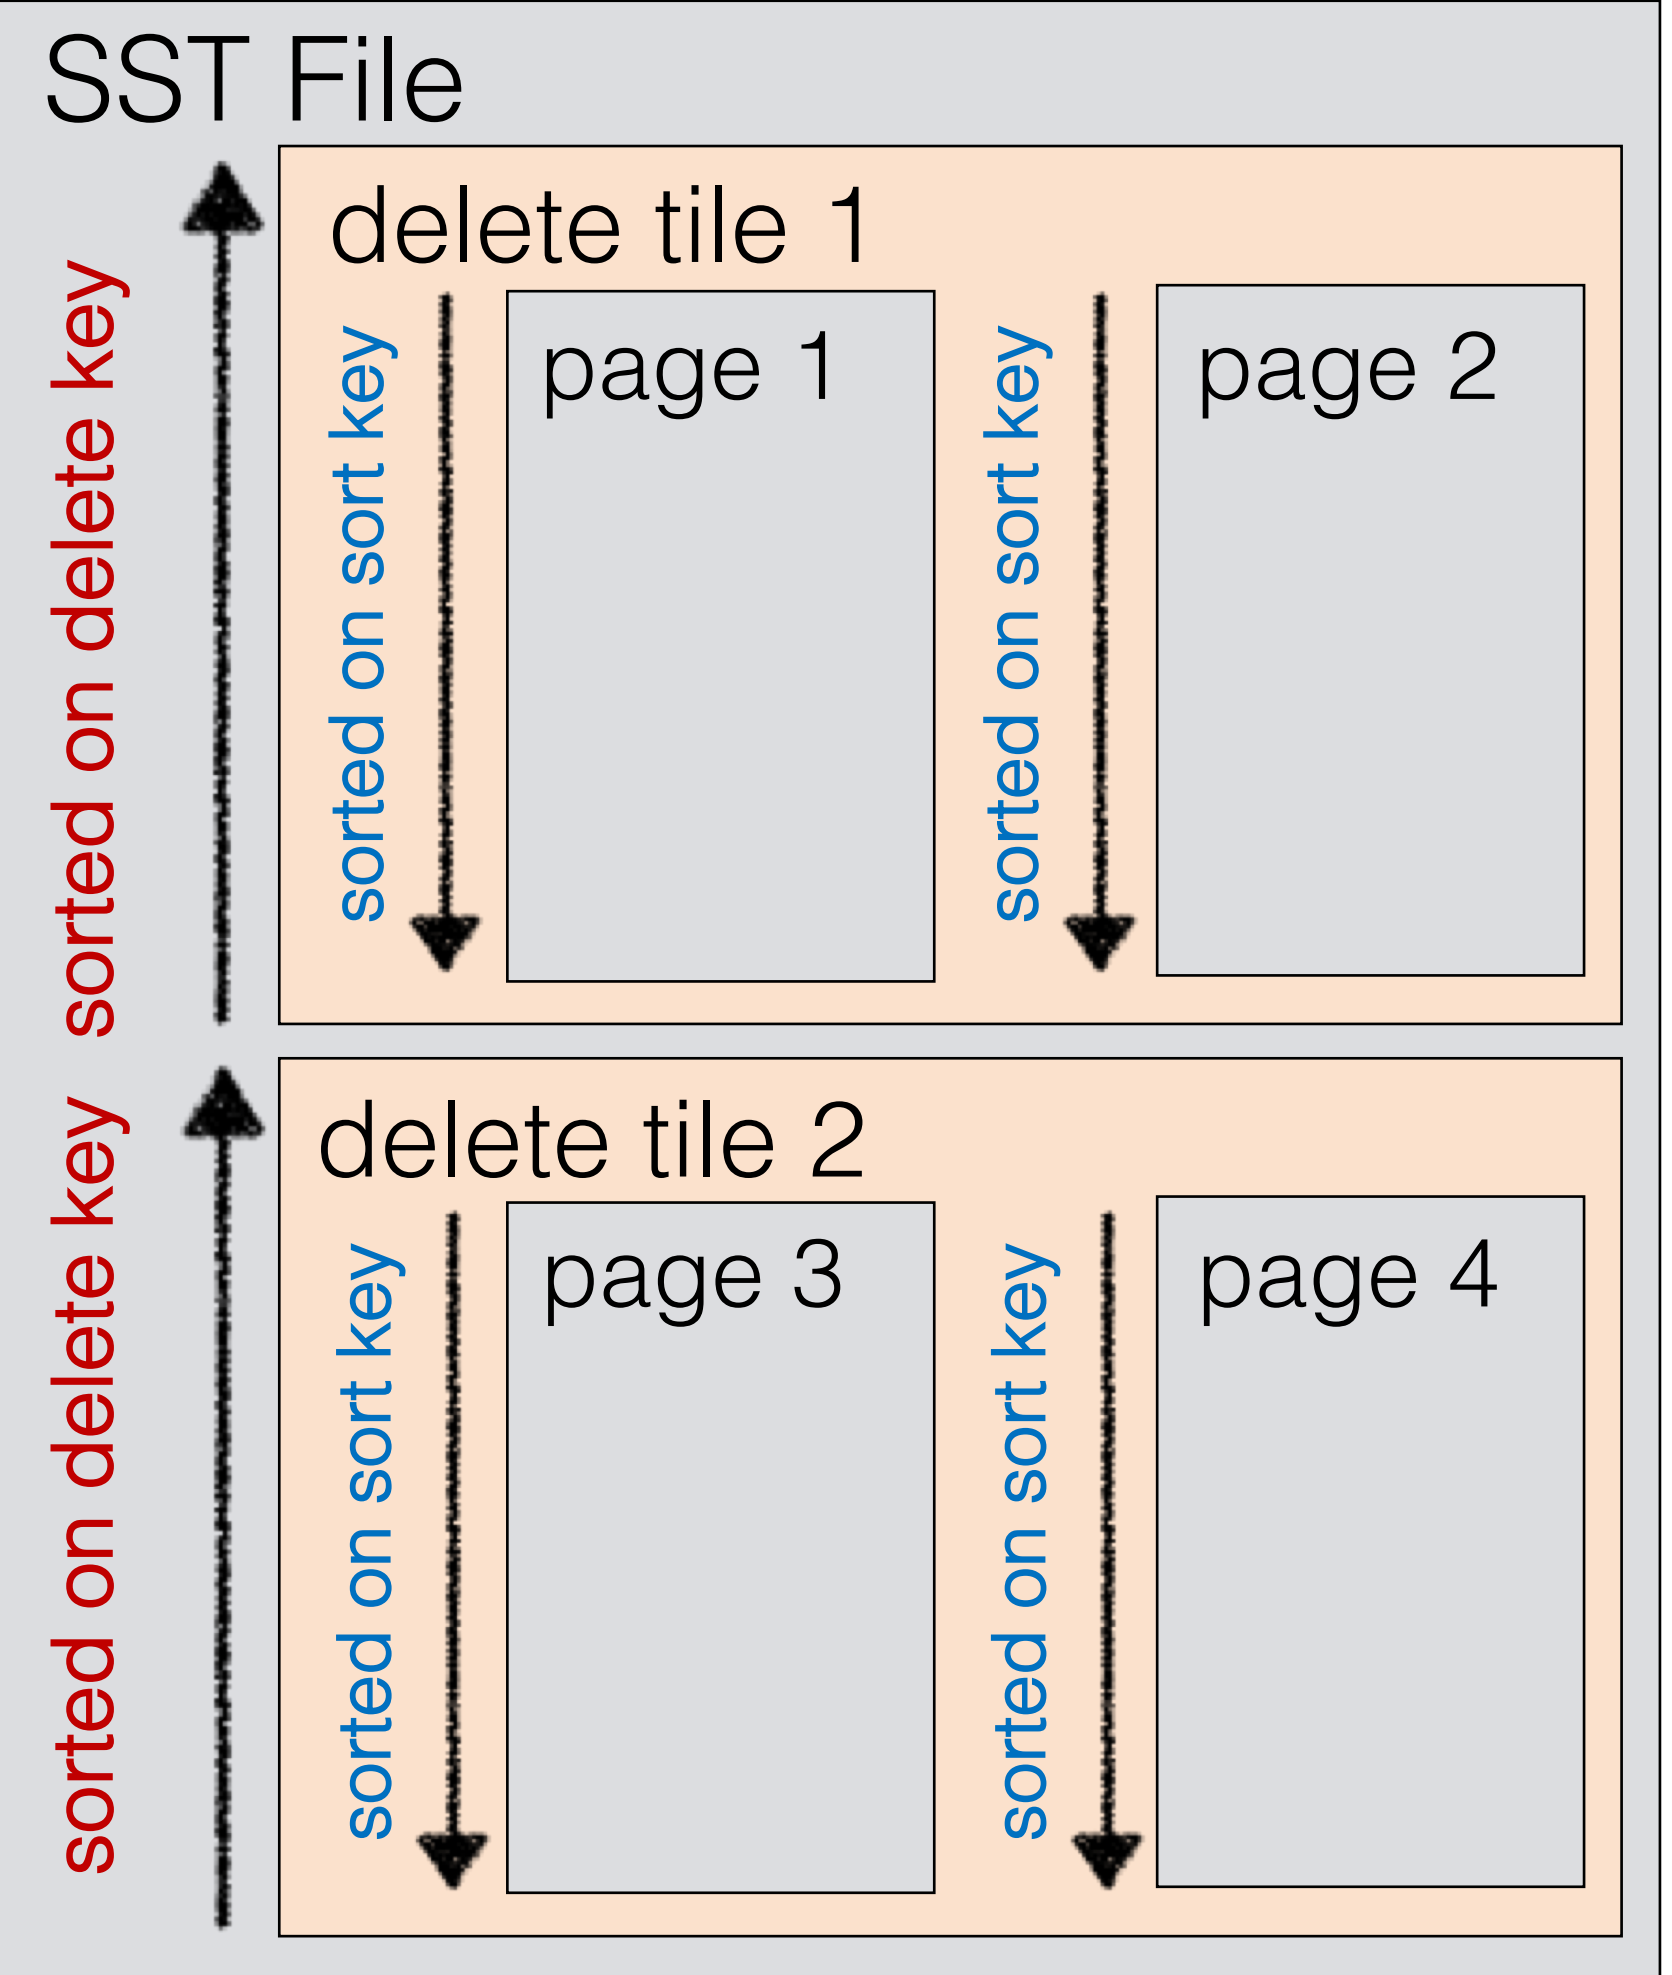 SST File
sorted on delete key
delete tile 1
sorted on sort key
page 1
sorted on sort key
page 2
sorted on delete key
delete tile 2
sorted on sort key
page 3
sorted on sort key
page 4